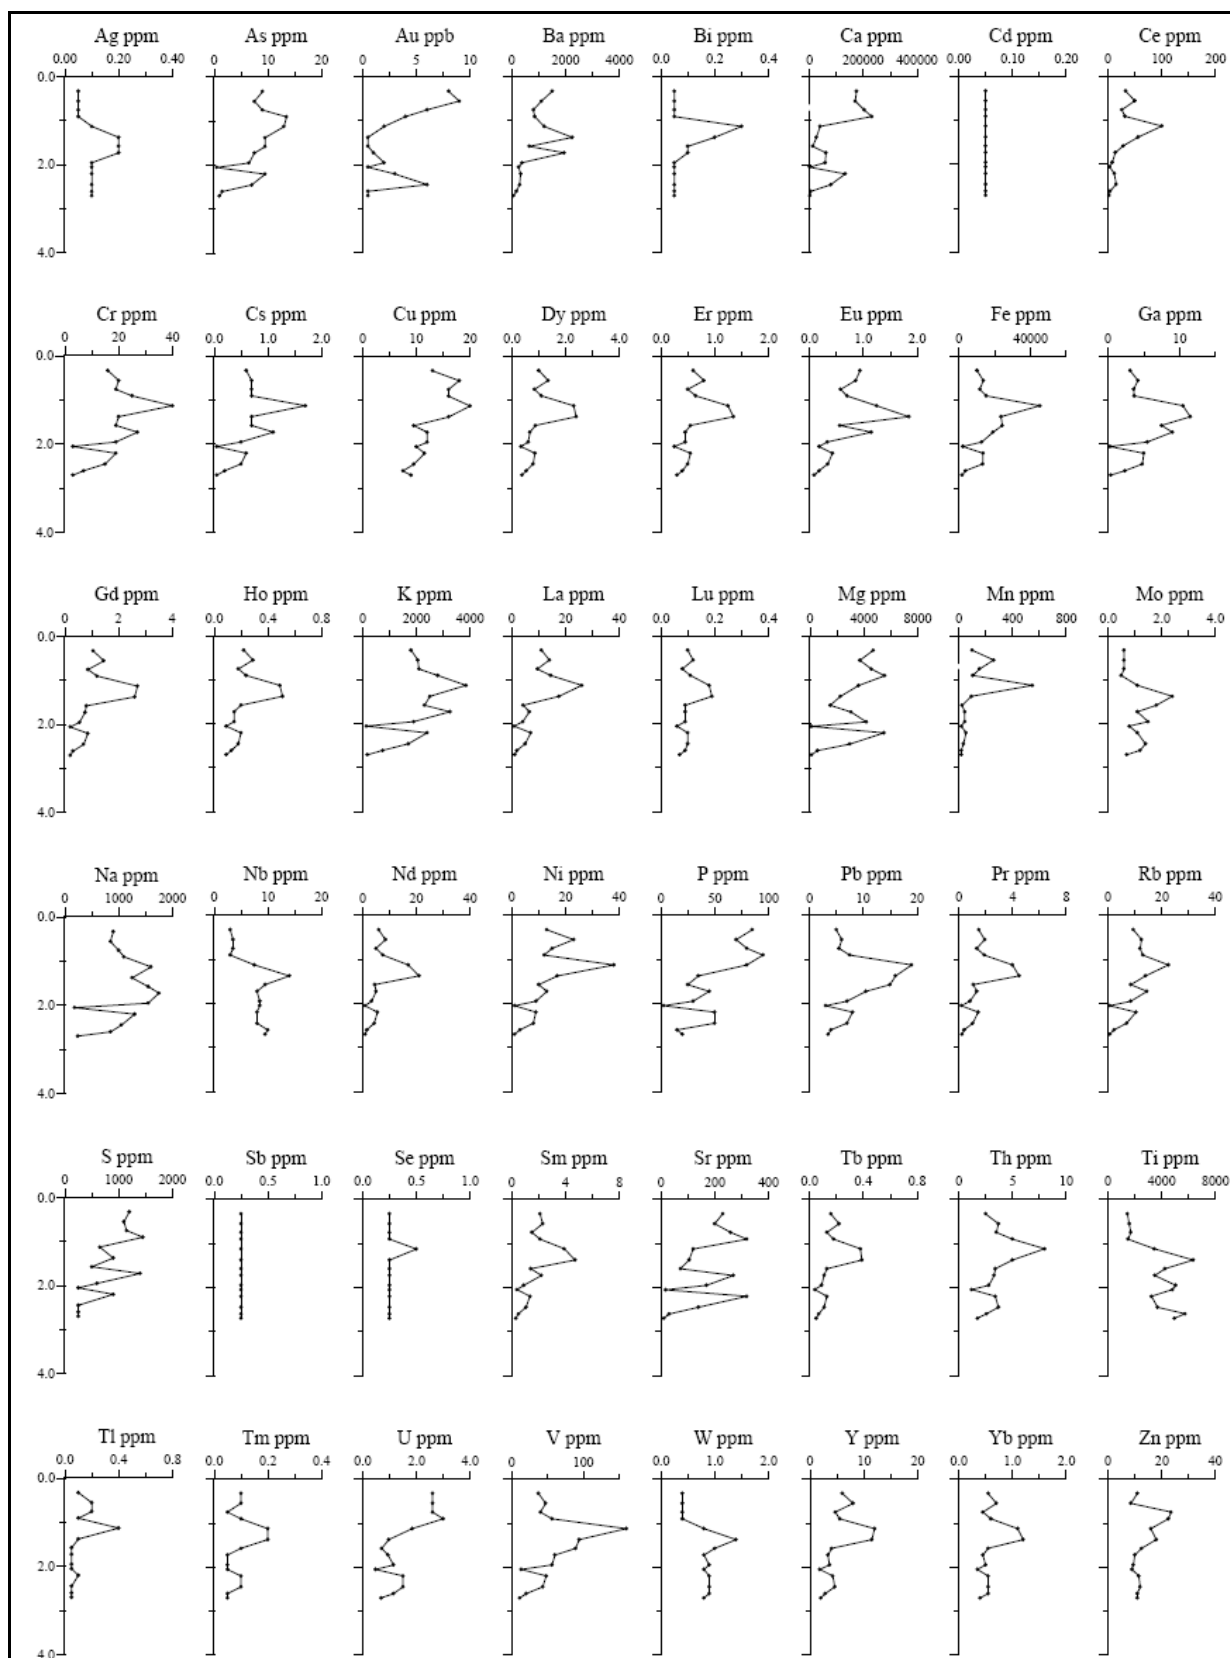 Ag ppm As ppm Au ppb Ba ppm Bi ppm Ca ppm Cd ppm Ce ppm
0.00 0.20 0.40 0 10 20 0 5 10 0 2000 4000 0.0 0.2 0.4 0 200000 400000 0.00 0.10 0.20 0 100 200
0.0
2.0
4.0
Cr ppm Cs ppm Cu ppm Dy ppm Er ppm Eu ppm Fe ppm Ga ppm
0 20 40 0.0 1.0 2.0 0 10 20 0.0 2.0 4.0 0.0 1.0 2.0 0.0 1.0 2.0 0 40000 0 10
0.0
2.0
4.0
Gd ppm Ho ppm K ppm La ppm Lu ppm Mg ppm Mn ppm Mo ppm
0 2 4 0.0 0.4 0.8 0 2000 4000 0 20 40 0.0 0.2 0.4 0 4000 8000 0 400 800 0.0 2.0 4.0
0.0
2.0
4.0
Na ppm Nb ppm Nd ppm Ni ppm P ppm Pb ppm Pr ppm Rb ppm
0 1000 2000 0 10 20 0 20 40 0 20 40 0 50 100 0 10 20 0 4 8 0 20 40
0.0
2.0
4.0
S ppm Sb ppm Se ppm Sm ppm Sr ppm Tb ppm Th ppm Ti ppm
0 1000 2000 0.0 0.5 1.0 0.0 0.5 1.0 0 4 8 0 200 400 0.0 0.4 0.8 0 5 10 0 4000 8000
0.0
2.0
4.0
Tl ppm Tm ppm U ppm V ppm W ppm Y ppm Yb ppm Zn ppm
0.0 0.4 0.8 0.0 0.2 0.4 0.0 2.0 4.0 0 100 0.0 1.0 2.0 0 10 20 0.0 1.0 2.0 0 20 40
0.0
2.0
4.0